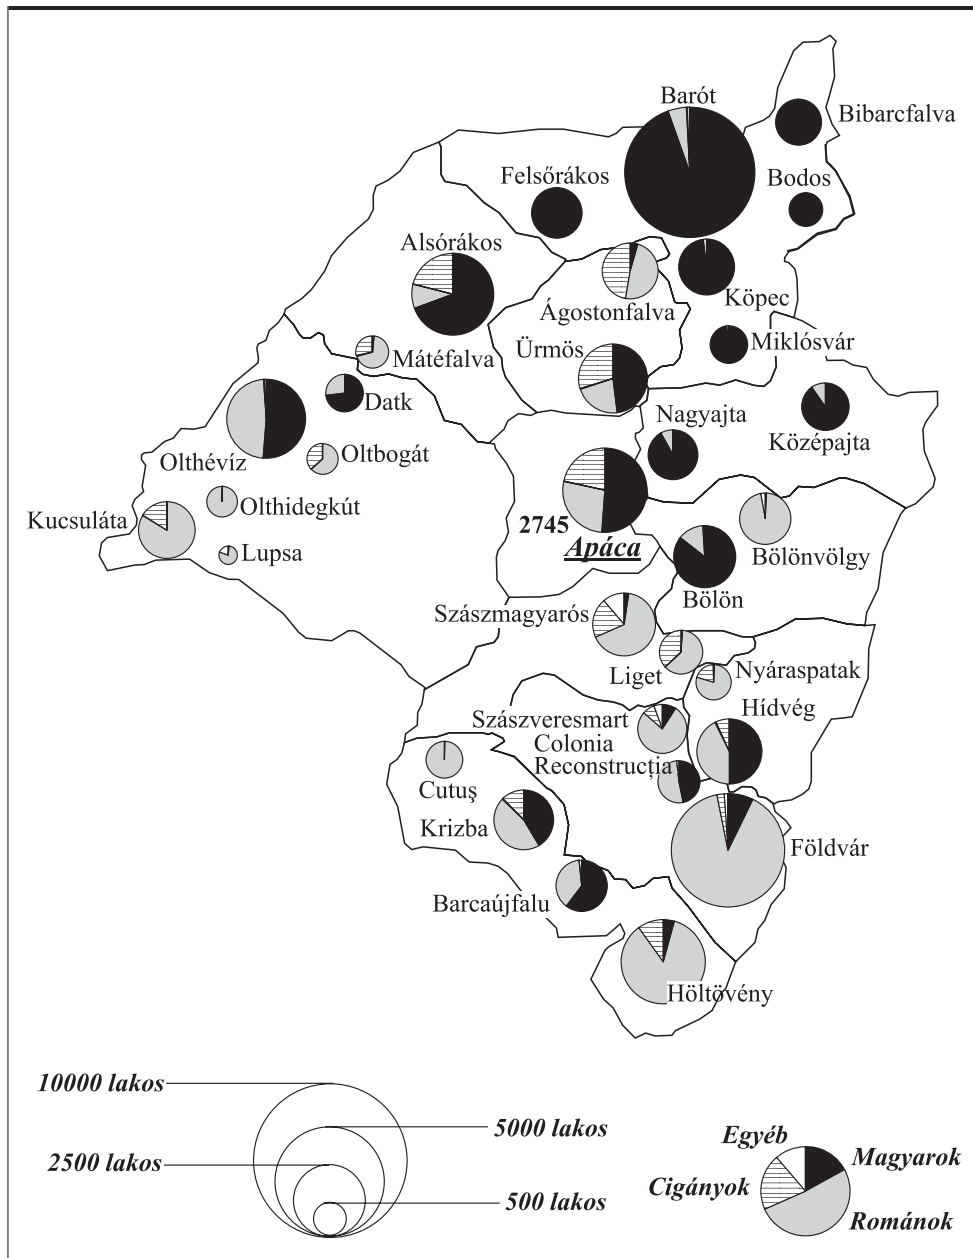 Barót
Bibarcfalva
Felsőrákos
Bodos
Alsórákos
Köpec
Ágostonfalva
Miklósvár
Ürmös
Mátéfalva
Datk
Nagyajta
Középajta
Olthévíz
Oltbogát
Olthidegkút
Kucsuláta
2745
Apáca
Lupsa
Bölönvölgy
Bölön
Szászmagyarós
Liget
Nyáraspatak
Hídvég
Szászveresmart
Colonia
Reconstrucția
Cutuş
Krizba
Földvár
Barcaújfalu
Höltövény
10000 lakos
5000 lakos
2500 lakos
500 lakos
Egyéb
Magyarok
Cigányok
Románok